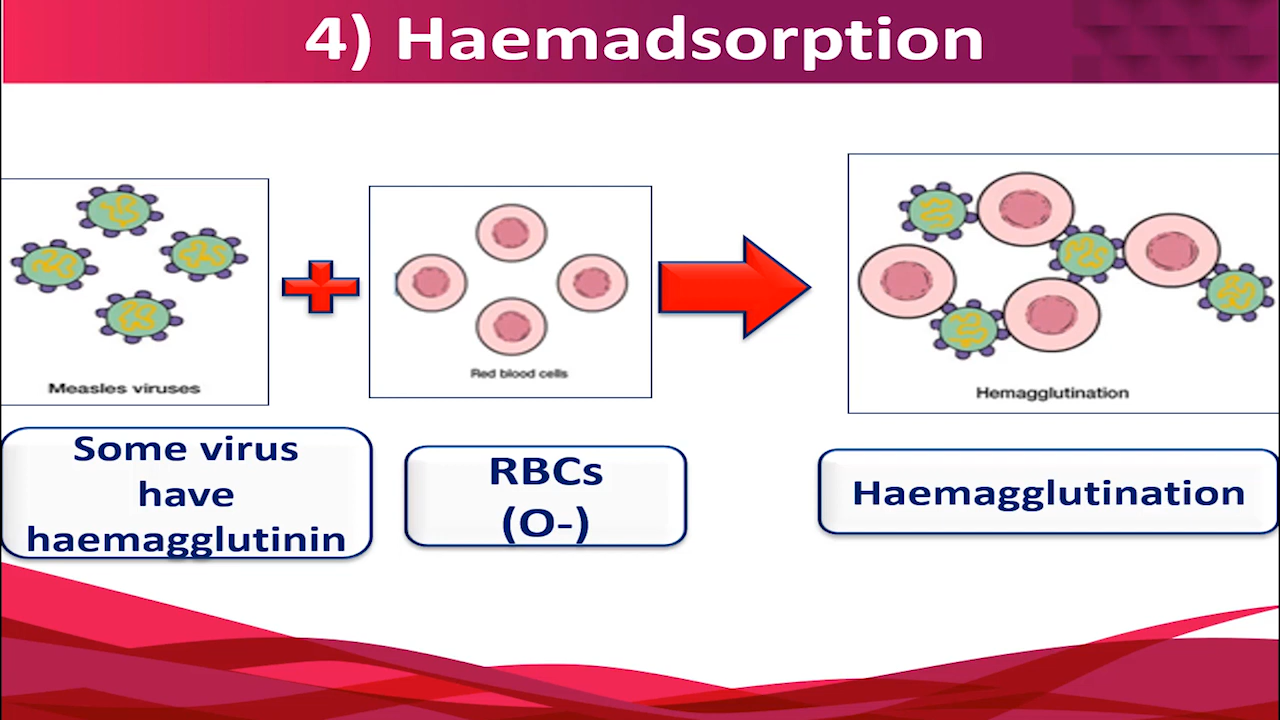 4) Haemadsorption
Measles viruses
Red blood cells
Hemagglutination
Some virus
have
haemagglutinin
RBCs
(O-)
Haemagglutination